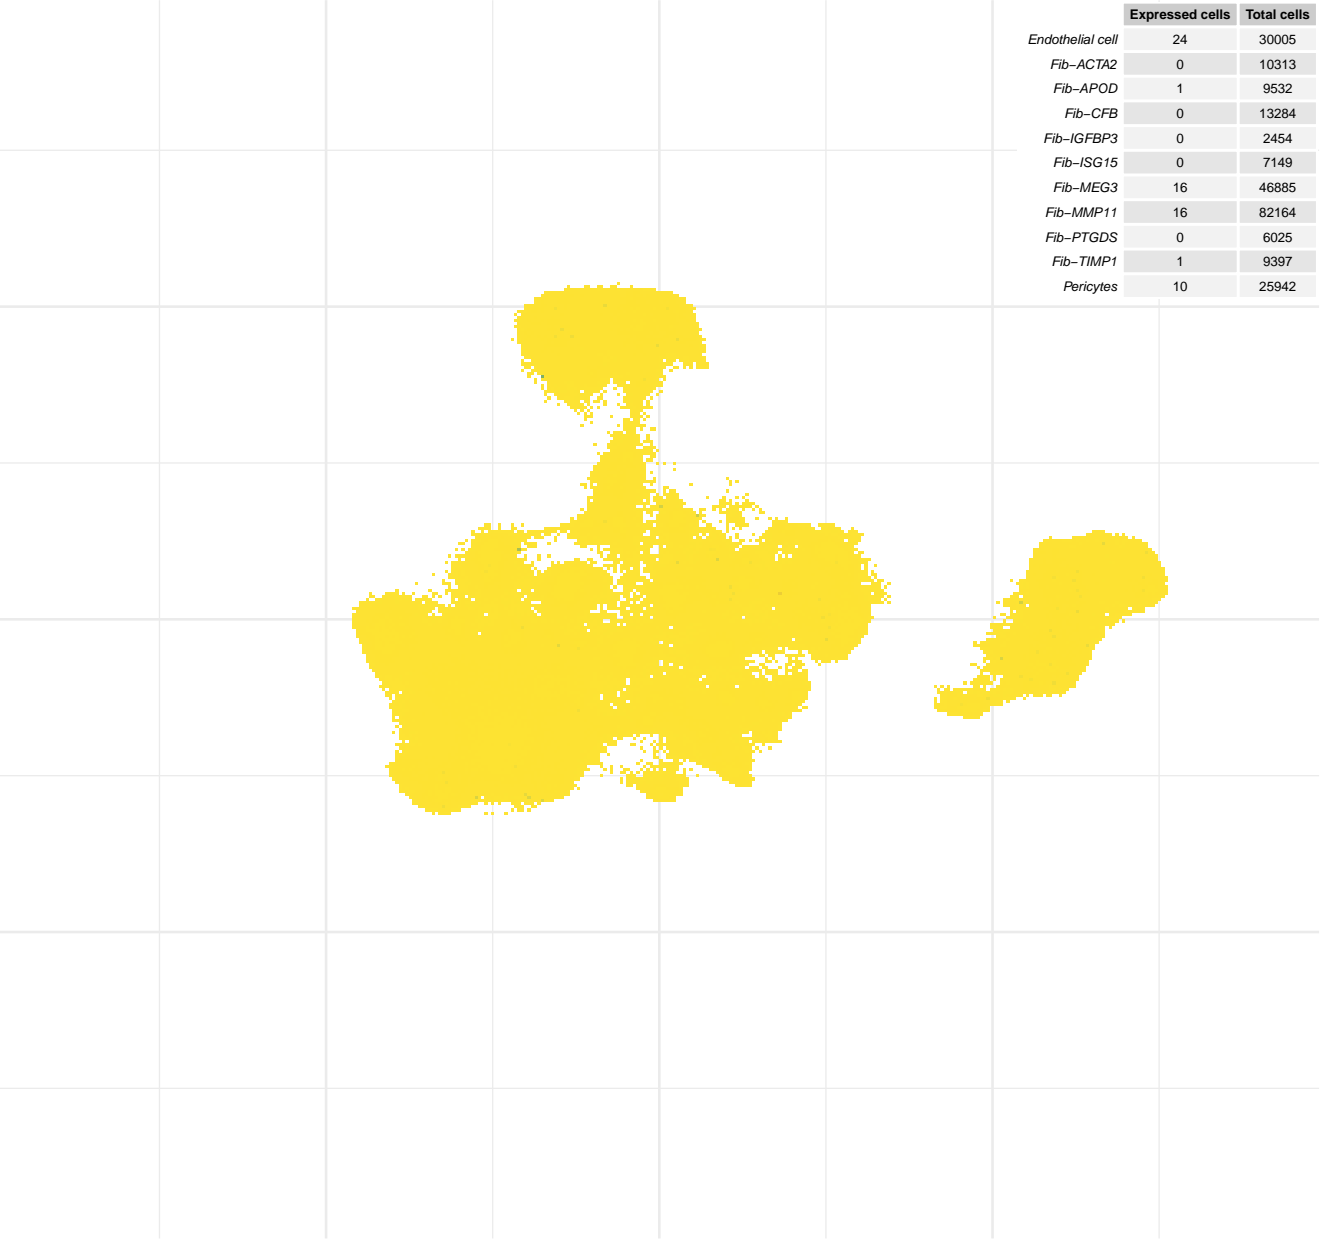 Expressed cells Total cells
Endothelial cell 24 30005
Fib−ACTA2 0 10313
Fib−APOD 1 9532
Fib−CFB 0 13284
Fib−IGFBP3 0 2454
Fib−ISG15 0 7149
Fib−MEG3 16 46885
Fib−MMP11 16 82164
Fib−PTGDS 0 6025
Fib−TIMP1 1 9397
Pericytes 10 25942